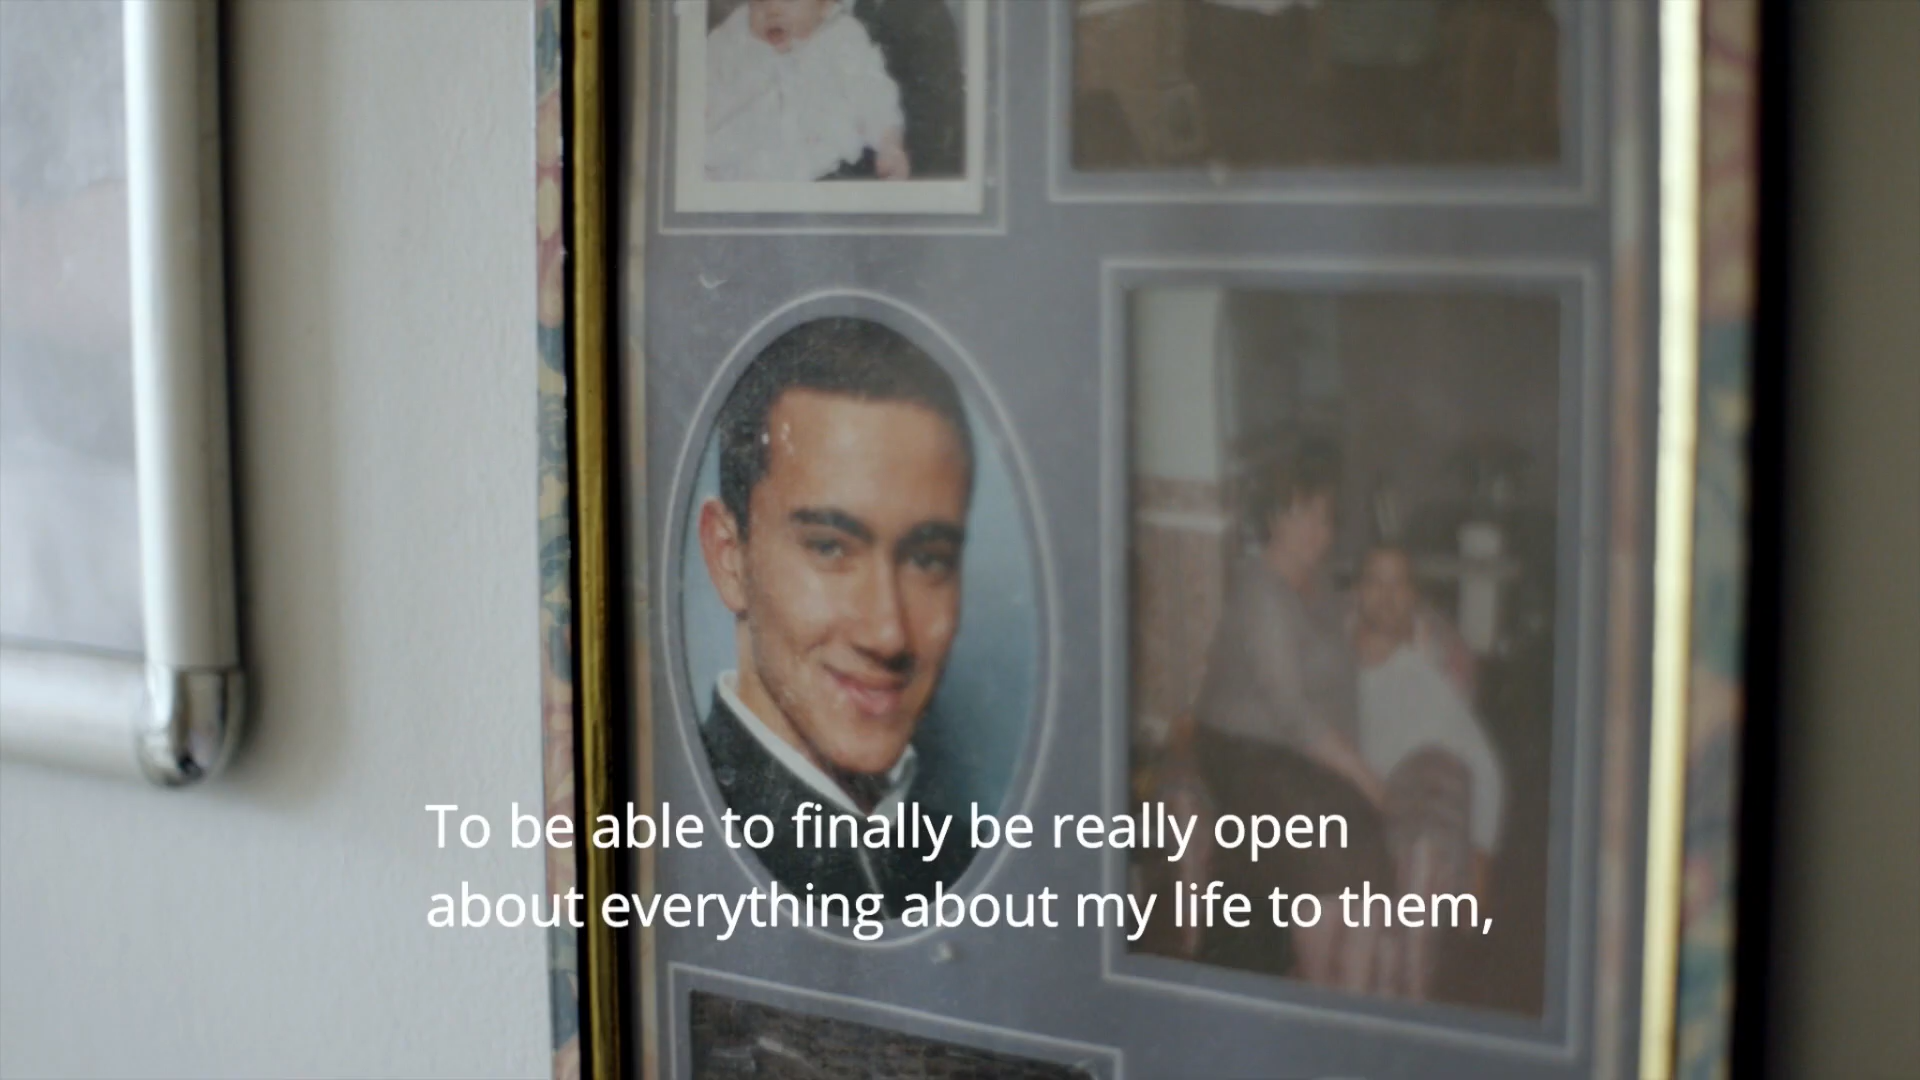 To be able to finally be really open
about everything about my life to them,